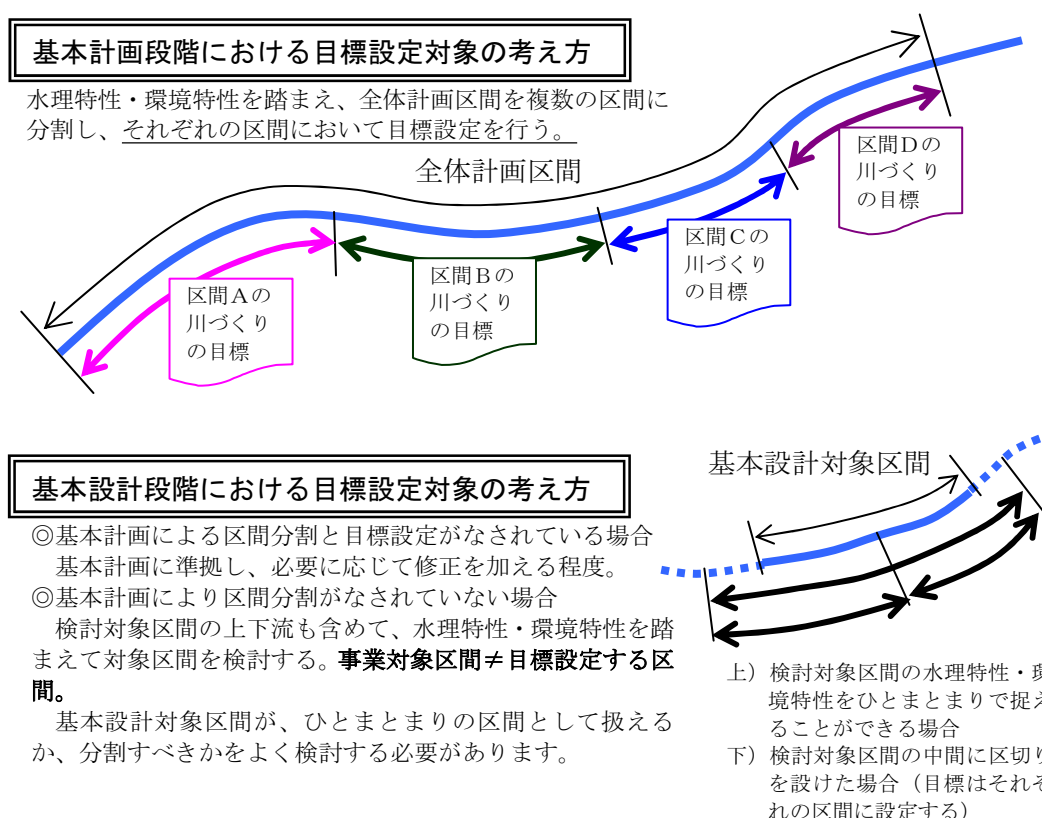 基本計画段階における目標設定対象の考え方
水理特性・環境特性を踏まえ、全体計画区間を複数の区間に
分割し、それぞれの区間において目標設定を行う。
全体計画区間
区間Aの
川づくり
の目標
区間Bの
川づくり
の目標
区間Cの
川づくり
の目標
区間Dの
川づくり
の目標
基本設計段階における目標設定対象の考え方
◎基本計画による区間分割と目標設定がなされている場合
基本計画に準拠し、必要に応じて修正を加える程度。
◎基本計画により区間分割がなされていない場合
検討対象区間の上下流も含めて、水理特性・環境特性を踏
まえて対象区間を検討する。事業対象区間≠目標設定する区
間。
基本設計対象区間が、ひとまとまりの区間として扱える
か、分割すべきかをよく検討する必要があります。
基本設計対象区間
上）検討対象区間の水理特性・環
境特性をひとまとまりで捉え
ることができる場合
下）検討対象区間の中間に区切り
を設けた場合（目標はそれぞ
れの区間に設定する）